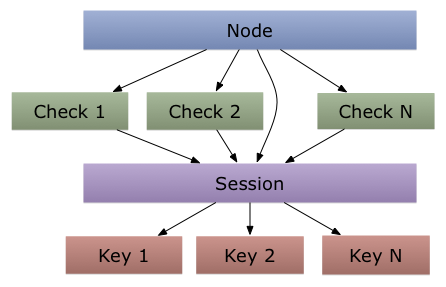 Node
Check 1
Check 2
Check N
Session
Key 1
Key 2
Key N